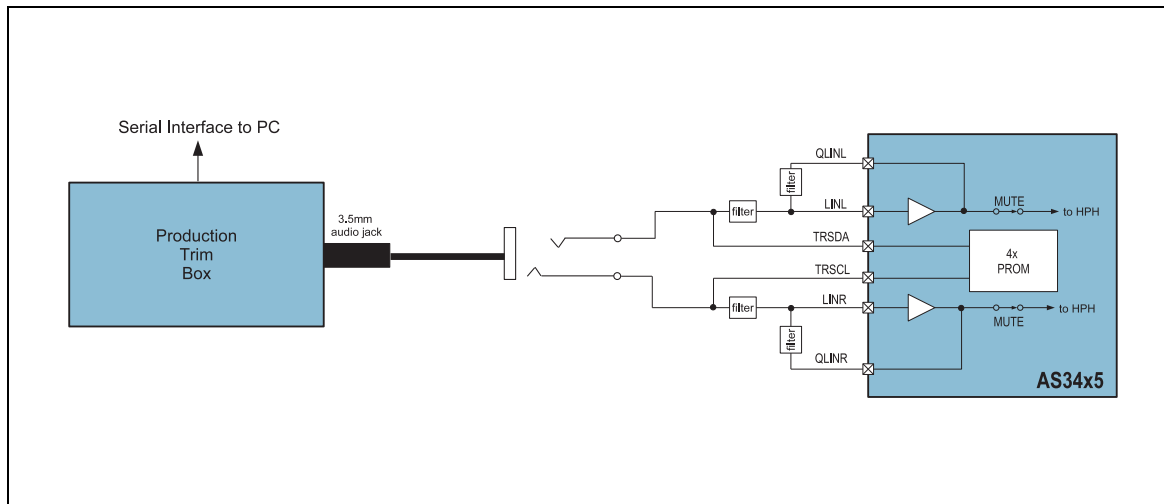 Serial Interface to PC
Production
Trim
Box
3.5mm
audio jack
filter
filter
QLINL
LINL
TRSDA
TRSCL
LINR
QLINR
filter
filter
MUTE
to HPH
4x
PROM
to HPH
MUTE
AS34x5